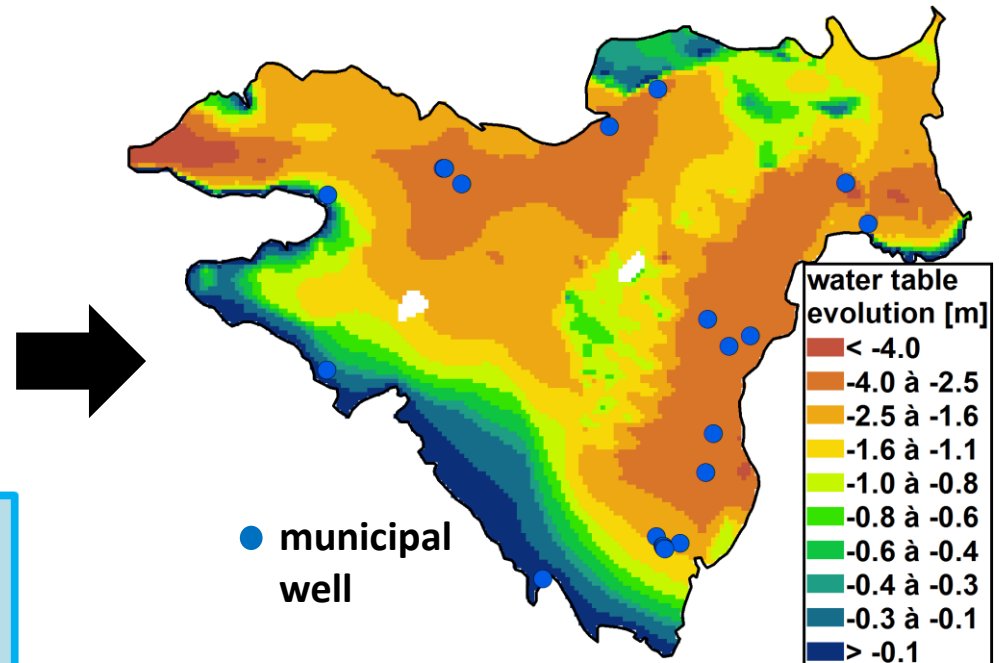 water table
evolution [m]
< -4.0
-4.0 à -2.5
-2.5 à -1.6
-1.6 à -1.1
-1.0 à -0.8
-0.8 à -0.6
-0.6 à -0.4
-0.4 à -0.3
-0.3 à -0.1
> -0.1
municipal
well